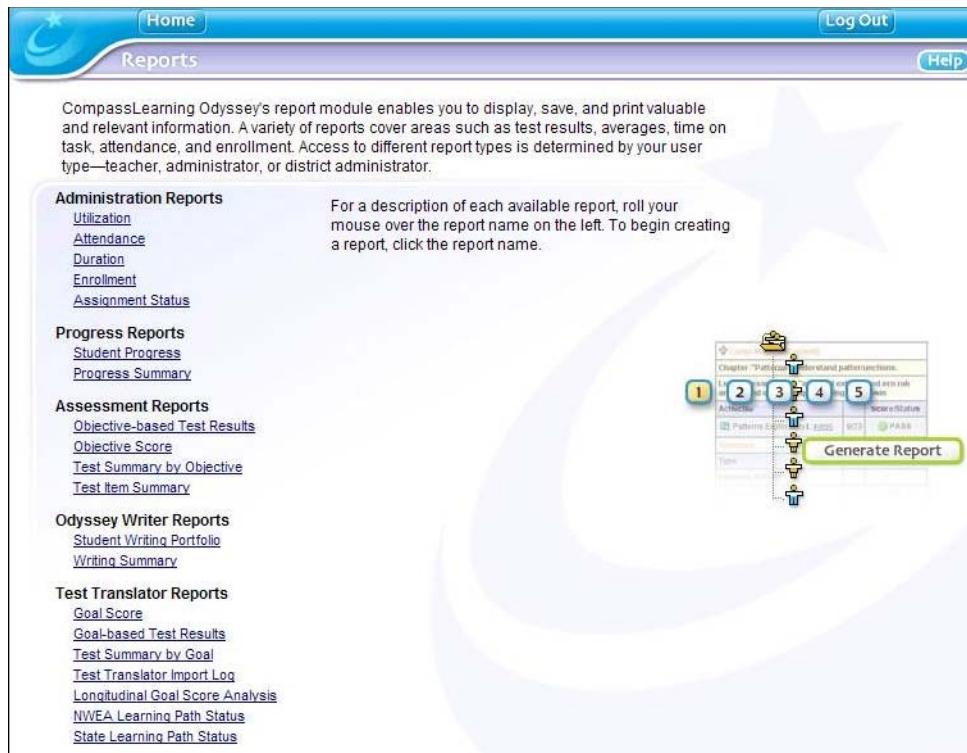 Home
Log Out
Reports
Help
CompassLearning Odyssey's report module enables you to display, save, and print valuable
and relevant information. A variety of reports cover areas such as test results, averages, time on
task, attendance, and enrollment. Access to different report types is determined by your user
type—teacher, administrator, or district administrator.
Administration Reports
Utilization
Attendance
Duration
Enrollment
Assignment Status
For a description of each available report, roll your
mouse over the report name on the left. To begin creating
a report, click the report name.
Progress Reports
Student Progress
Progress Summary
Assessment Reports
Objective-based Test Results
Objective Score
Test Summary by Objective
Test Item Summary
Odyssey Writer Reports
Student Writing Portfolio
Writing Summary
Test Translator Reports
Goal Score
Goal-based Test Results
Test Summary by Goal
Test Translator Import Log
Longitudinal Goal Score Analysis
NWEA Learning Path Status
State Learning Path Status
1 2 3 4 5
Score/Status
PASS
Generate Report